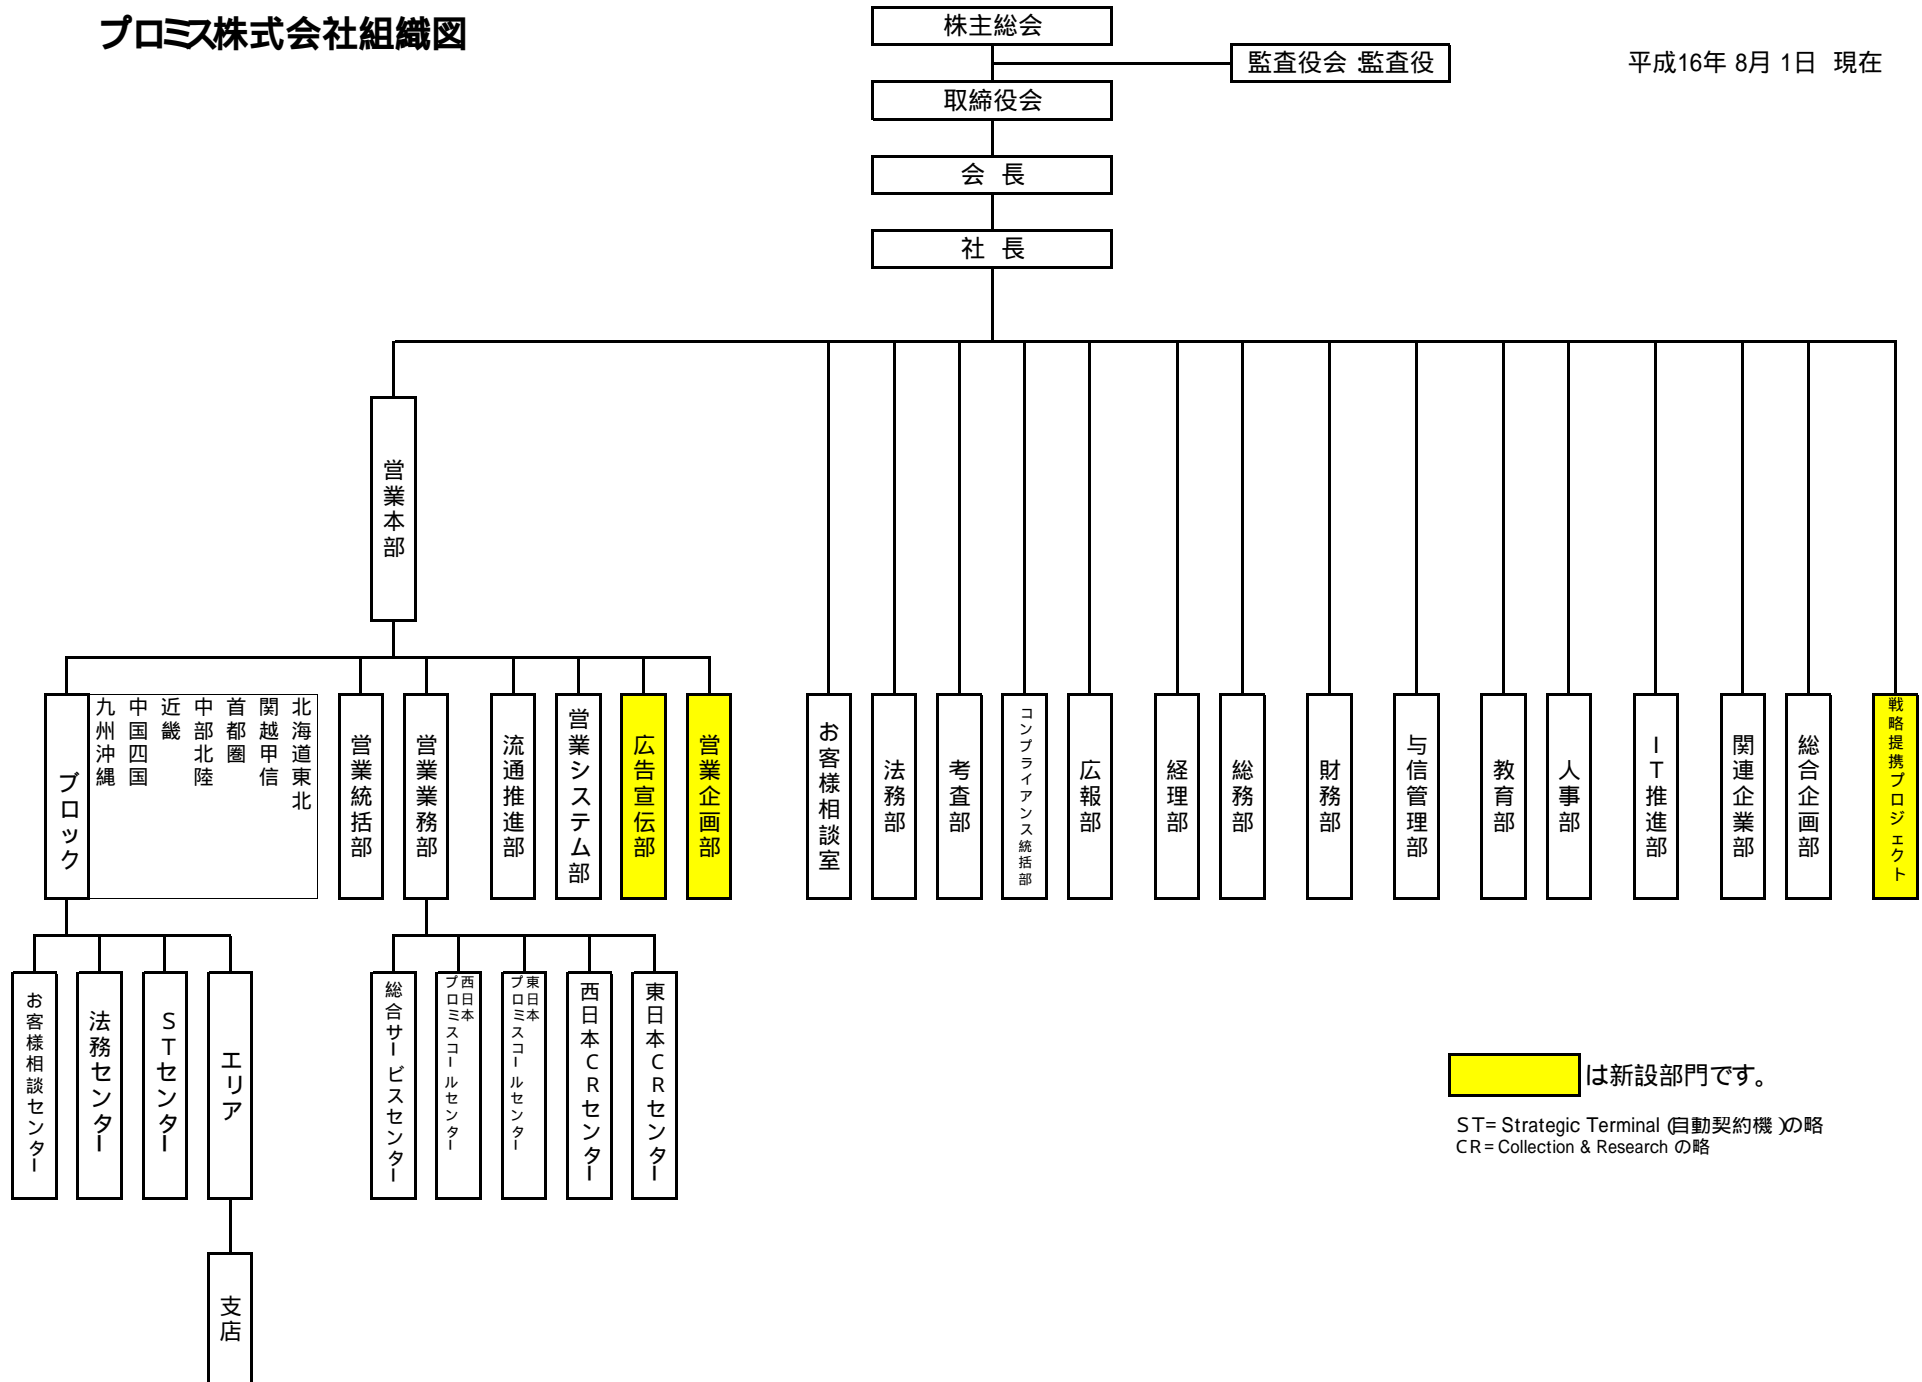 プロミス株式会社組織図
株主総会
監査役会:監査役
平成16年 8月 1日 現在
取締役会
会 長
社 長
営業本部
ブロック
九州沖縄
中国四国
近畿
中部北陸
首都圏
関越甲信
北海道東北
営業統括部
営業業務部
流通推進部
営業システム部
広告宣伝部
営業企画部
お客様相談室
法務部
考査部
コンプライアンス統括部
広報部
経理部
総務部
財務部
与信管理部
教育部
人事部
IT推進部
関連企業部
総合企画部
戦略提携プロジェクト
お客様相談センター
法務センター
STセンター
エリア
総合サービスセンター
西日本
プロミスコールセンター
東日本
プロミスコールセンター
西日本CRセンター
東日本CRセンター
は新設部門です。
ST= Strategic Terminal (自動契約機)の略
CR= Collection & Research の略
支店